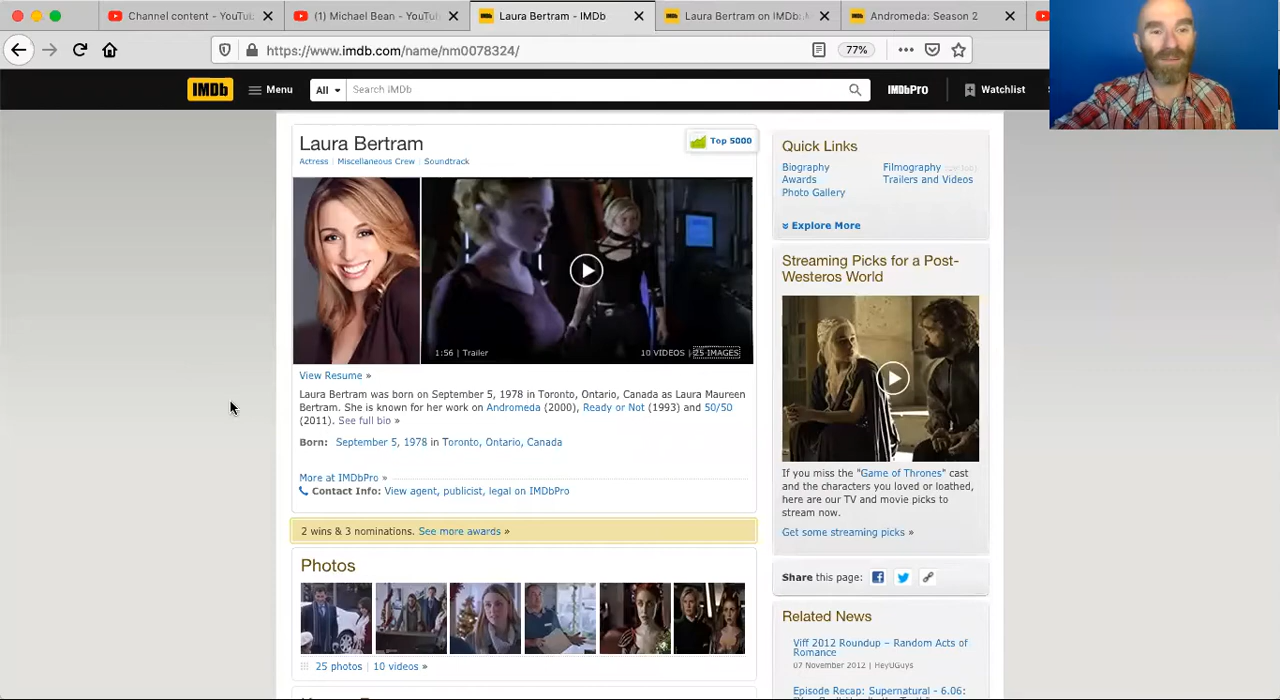 Channel content - YouTu
(1) Michael Bean - YouTu
Laura Bertram - IMDb
Laura Bertram on IMDb: M
Andromeda: Season 2
https://www.imdb.com/name/nm0078324/
77%
IMDb
Menu
All
Search IMDb
IMDbPro
Watchlist
Laura Bertram
Top 5000
Actress | Miscellaneous Crew | Soundtrack
1:56 | Trailer
10 VIDEOS | 25 IMAGES
View Resume »
Laura Bertram was born on September 5, 1978 in Toronto, Ontario, Canada as Laura Maureen
Bertram. She is known for her work on Andromeda (2000), Ready or Not (1993) and 50/50
(2011). See full bio »
Born: September 5, 1978 in Toronto, Ontario, Canada
More at IMDbPro »
Contact Info: View agent, publicist, legal on IMDbPro
2 wins & 3 nominations. See more awards »
Photos
25 photos | 10 videos »
Quick Links
Biography
Filmography
Awards
Trailers and Videos
Photo Gallery
Explore More
Streaming Picks for a Post-
Westeros World
If you miss the "Game of Thrones" cast
and the characters you loved or loathed,
here are our TV and movie picks to
stream now.
Get some streaming picks »
Share this page:
Related News
Viff 2012 Roundup – Random Acts of
Romance
07 November 2012 | HeyUGuys
Episode Recap: Supernatural - 6.06: